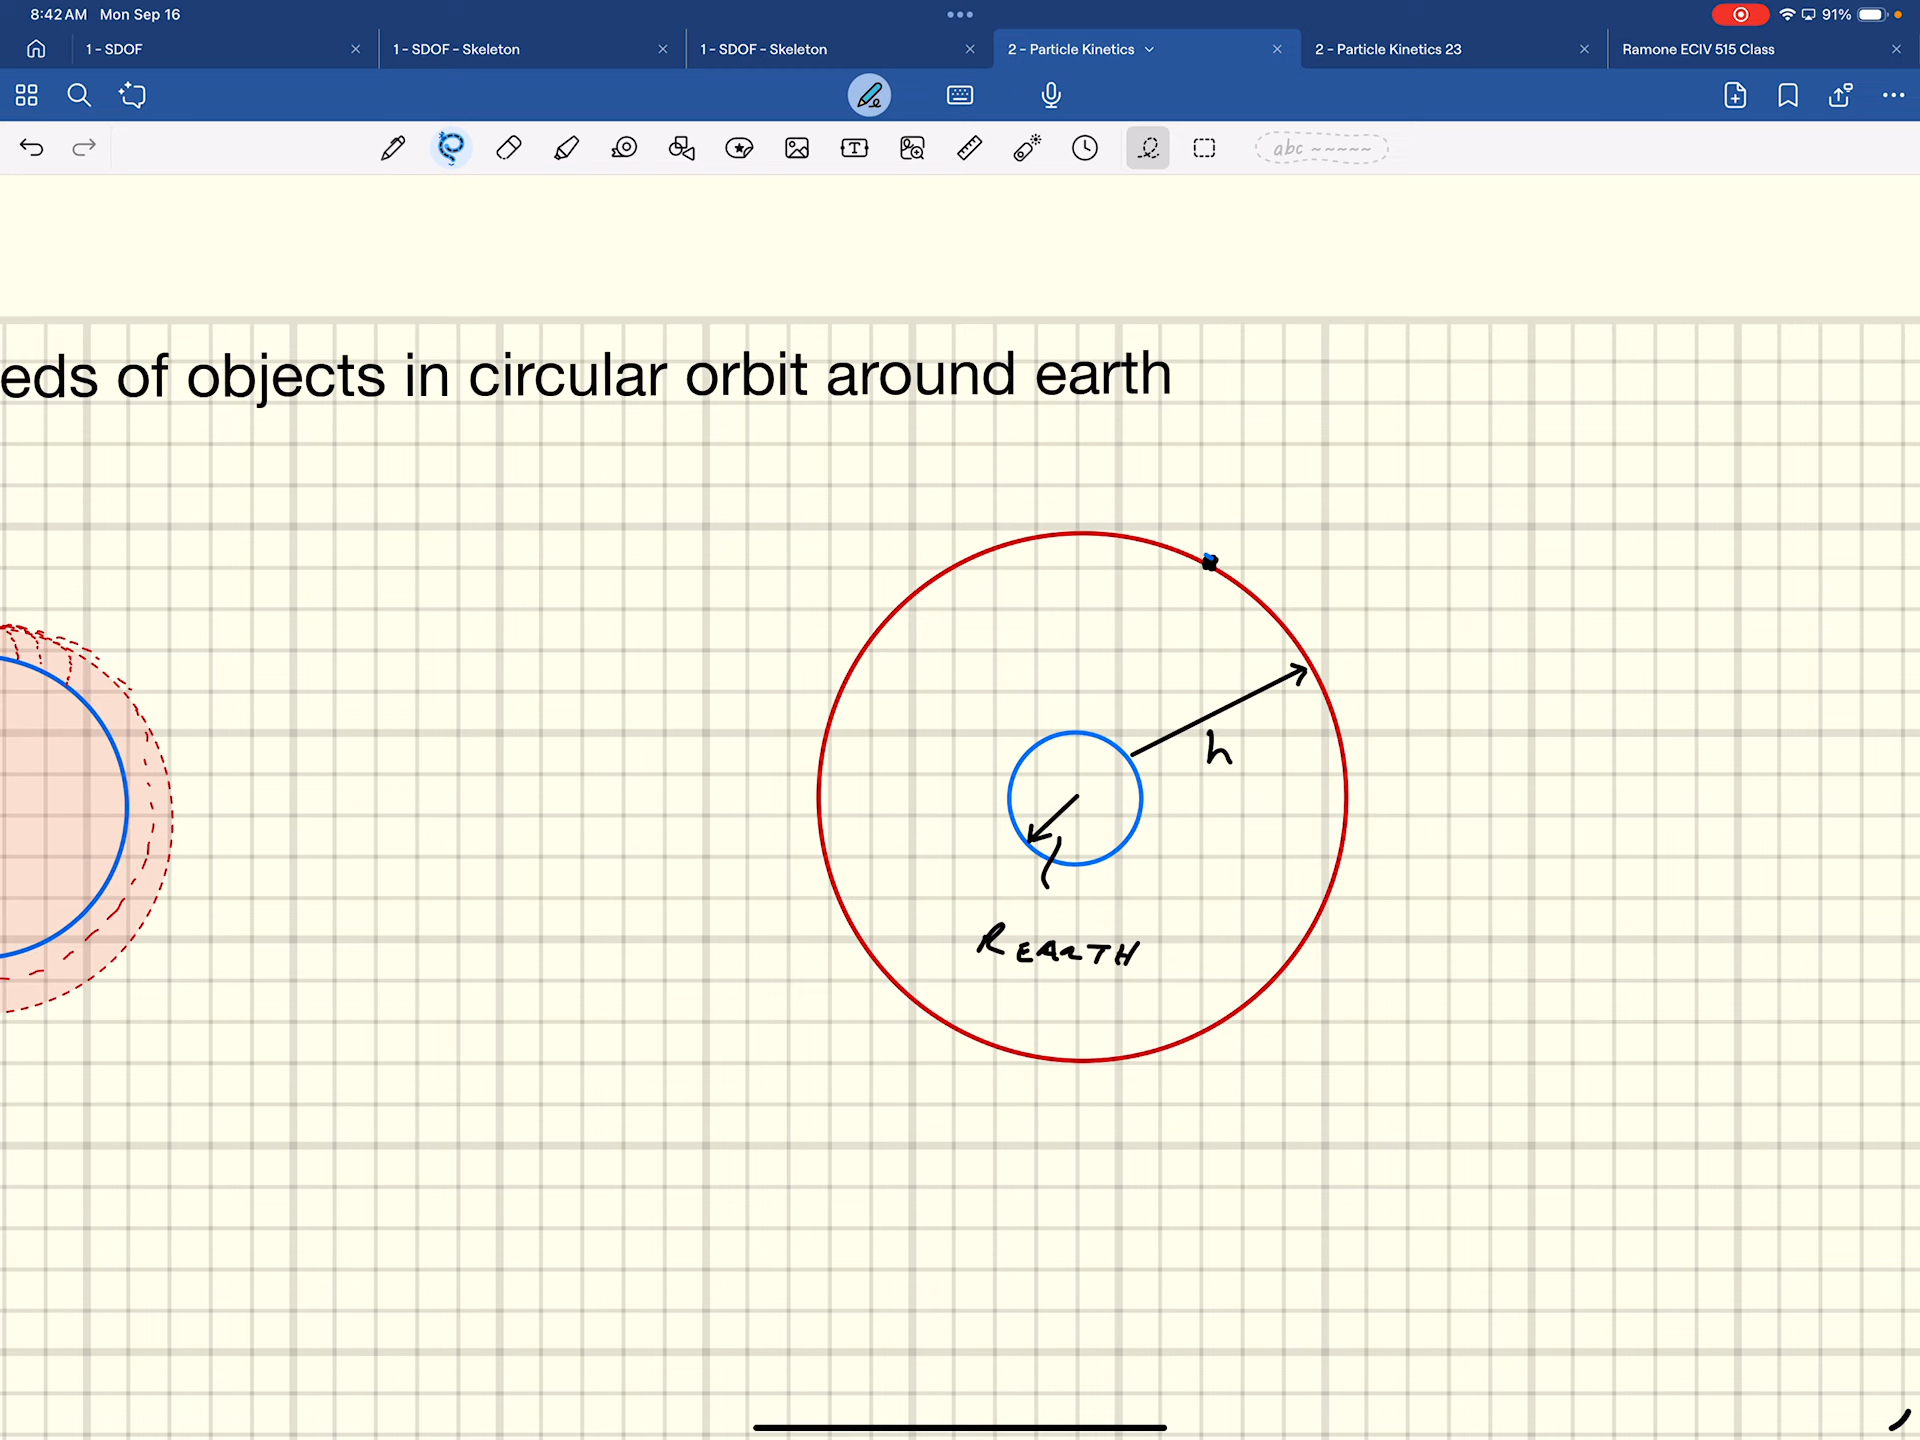 8:42 AM Mon Sep 16
91%
1 - SDOF
1 - SDOF - Skeleton
1 - SDOF - Skeleton
2 - Particle Kinetics
2 - Particle Kinetics 23
Ramone ECIV 515 Class
T
abc
eds of objects in circular orbit around earth
h
R EARTH